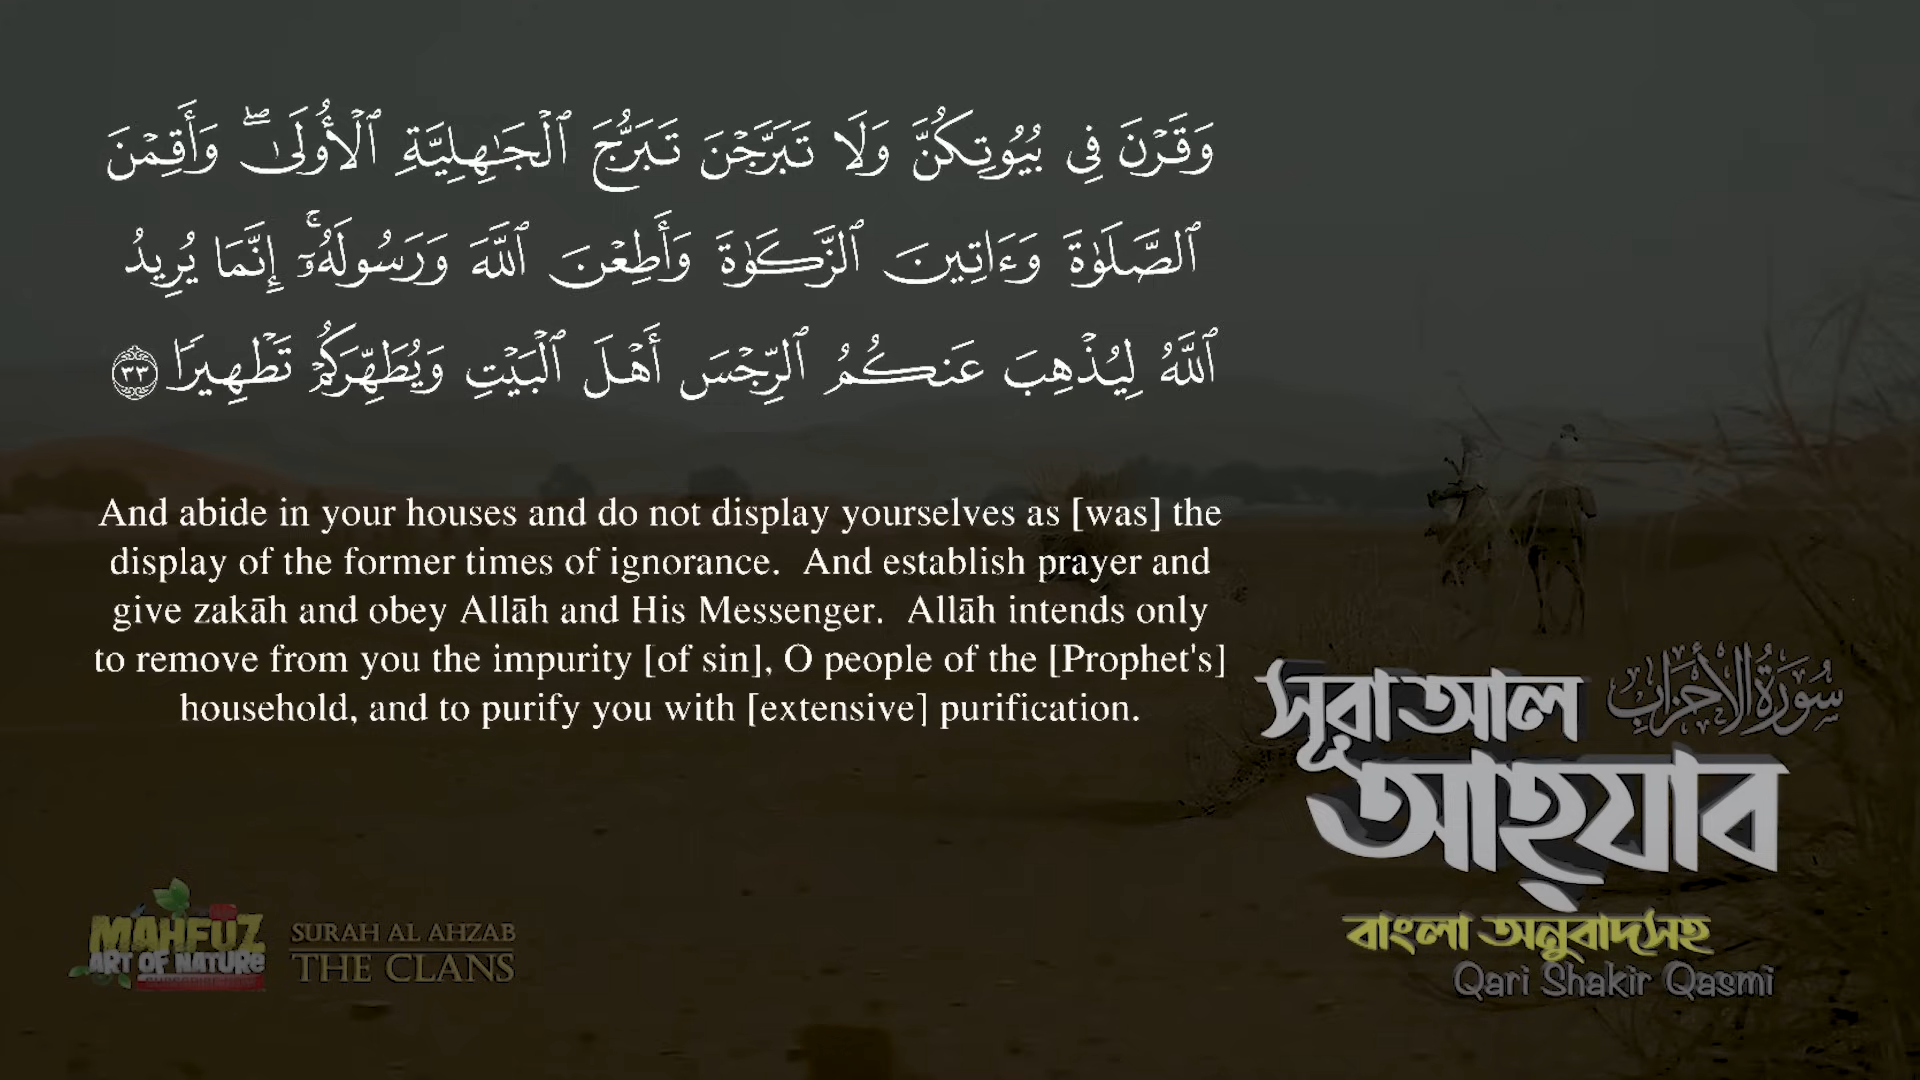 وَقَرْنَ فِى بُيُوتِكُنَّ وَلَا تَبَرَّجْنَ تَبَرُّجَ ٱلْجَـٰهِلِيَّةِ ٱلْأُولَىٰ ۖ وَأَقِمْنَ
ٱلصَّلَوٰةَ وَءَاتِينَ ٱلزَّكَوٰةَ وَأَطِعْنَ ٱللَّهَ وَرَسُولَهُۥٓ ۚ إِنَّمَا يُرِيدُ
ٱللَّهُ لِيُذْهِبَ عَنكُمُ ٱلرِّجْسَ أَهْلَ ٱلْبَيْتِ وَيُطَهِّرَكُمْ تَطْهِيرًا ٣٣
And abide in your houses and do not display yourselves as [was] the
display of the former times of ignorance.  And establish prayer and
give zakāh and obey Allāh and His Messenger.  Allāh intends only
to remove from you the impurity [of sin], O people of the [Prophet's]
household, and to purify you with [extensive] purification.
সূরা আল
سُورَةُ الْأَحْزَاب
আহ্‌যাব
বাংলা অনুবাদসহ
Qari Shakir Qasmi
MAHFUZ
ART OF NATURE
SURAH AL AHZAB
THE CLANS